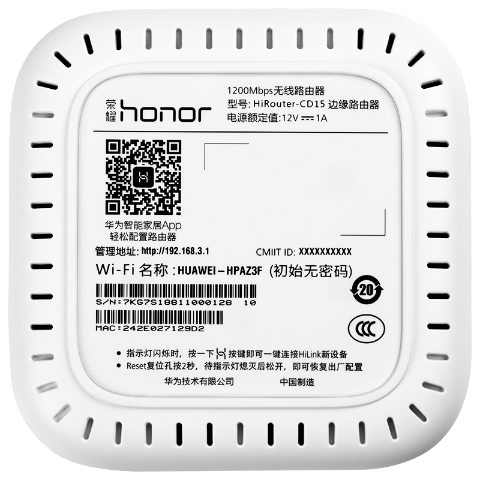 1200Mbps无线路由器
荣耀 honor 型号: HiRouter-CD15 边缘路由器
电源额定值: 12V⎓1A
华为智能家居App
轻松配置路由器
管理地址: http://192.168.3.1 CMIIT ID: XXXXXXXXXX
Wi-Fi 名称 : HUAWEI-HPAZ3F (初始无密码)
S/N:7KG7S18811000128 10
20
MAC:242E027129D2
CCC
• 指示灯闪烁时，按一下 按键即可一键连接HiLink新设备
• Reset复位孔按2秒，待指示灯熄灭后松开，即可恢复出厂配置
华为技术有限公司 中国制造